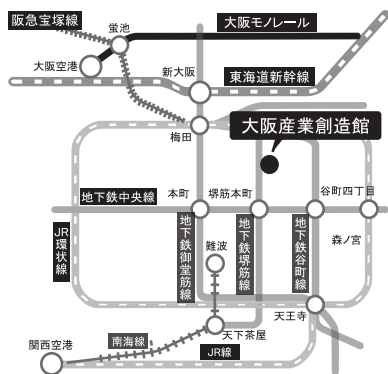 阪急宝塚線
蛍池
大阪モノレール
大阪空港
新大阪
東海道新幹線
梅田
大阪産業創造館
地下鉄中央線
本町
堺筋本町
谷町四丁目
JR環状線
地下鉄御堂筋線
難波
地下鉄堺筋線
地下鉄谷町線
森ノ宮
天王寺
関西空港
南海線
天下茶屋
JR線